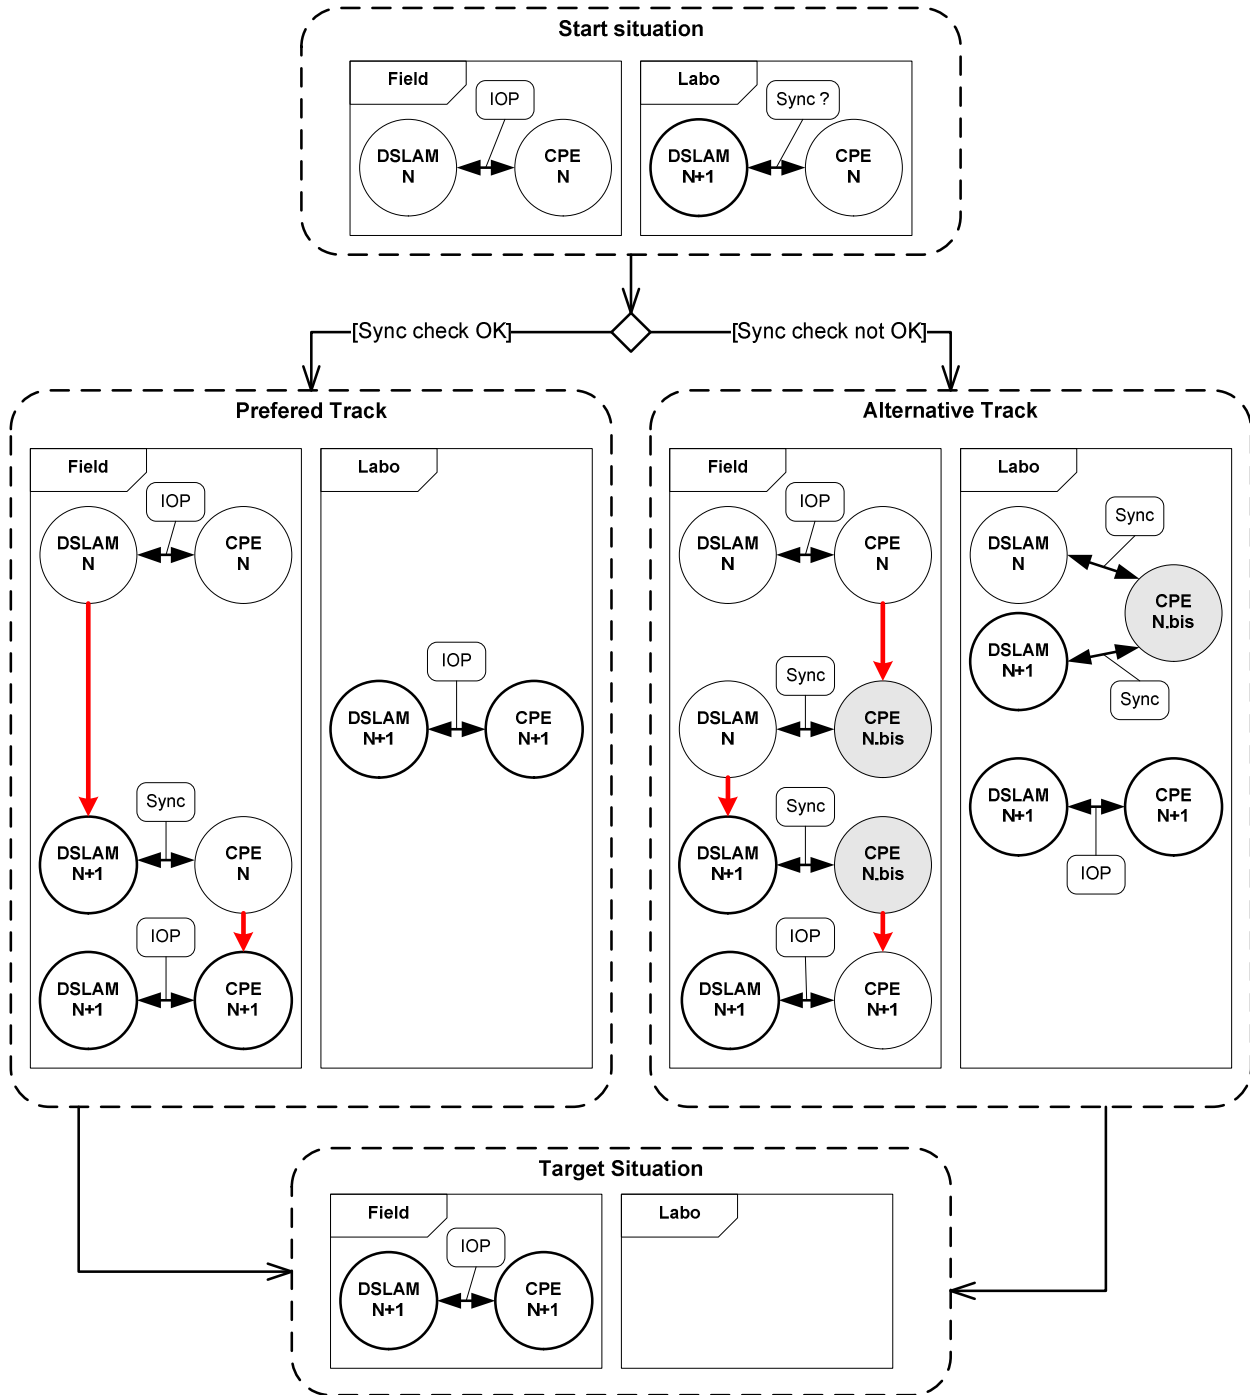 Start situation
Field
IOP
DSLAM
N
CPE
N
Labo
Sync ?
DSLAM
N+1
CPE
N
[Sync check OK]
[Sync check not OK]
Prefered Track
Field
IOP
DSLAM
N
CPE
N
Sync
DSLAM
N+1
CPE
N
IOP
DSLAM
N+1
CPE
N+1
Labo
IOP
DSLAM
N+1
CPE
N+1
Alternative Track
Field
IOP
DSLAM
N
CPE
N
Sync
DSLAM
N
CPE
N.bis
Sync
DSLAM
N+1
CPE
N.bis
IOP
DSLAM
N+1
CPE
N+1
Labo
Sync
DSLAM
N
CPE
N.bis
DSLAM
N+1
Sync
DSLAM
N+1
CPE
N+1
IOP
Target Situation
Field
IOP
DSLAM
N+1
CPE
N+1
Labo